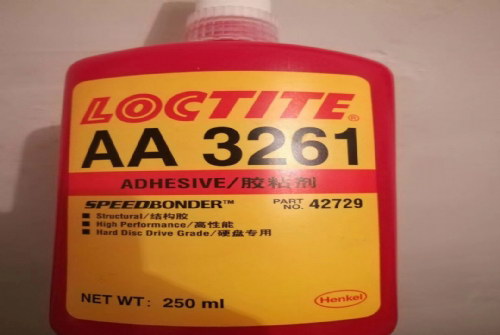 LOCTITE®
AA 3261
ADHESIVE/胶粘剂
SPEEDBONDER™ PART NO. 42729
■ Structural/结构胶
■ High Performance/高性能
■ Hard Disc Drive Grade/硬盘专用
NET WT: 250 ml
Henkel